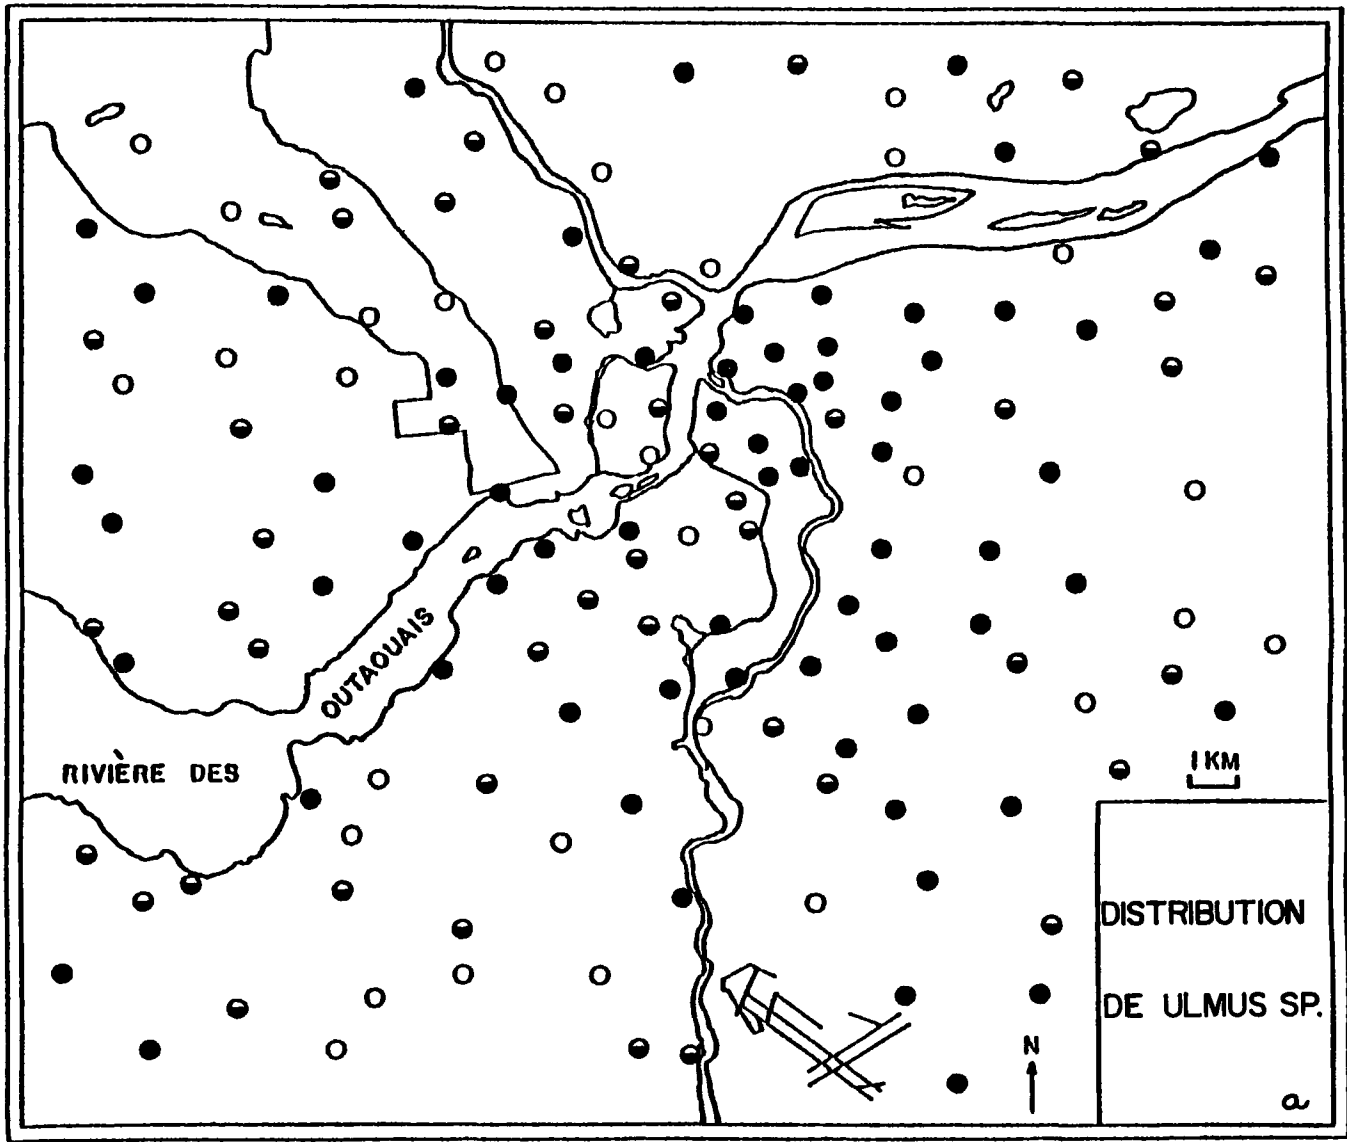 OUTAOUAIS
RIVIÈRE DES
1 KM
DISTRIBUTION
DE ULMUS SP.
N
a